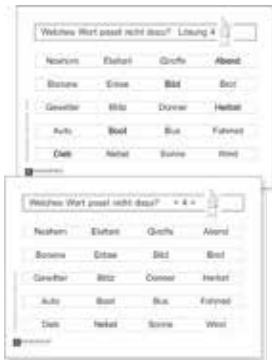 Welches Wort passt nicht dazu? Lösung 4
Nashorn Elefant Giraffe Abend
Banane Erbse Bild Brot
Gewitter Blitz Donner Herbst
Auto Boot Bus Fahrrad
Dieb Nebel Sonne Wind
Welches Wort passt nicht dazu? • 4 •
Nashorn Elefant Giraffe Abend
Banane Erbse Bild Brot
Gewitter Blitz Donner Herbst
Auto Boot Bus Fahrrad
Dieb Nebel Sonne Wind